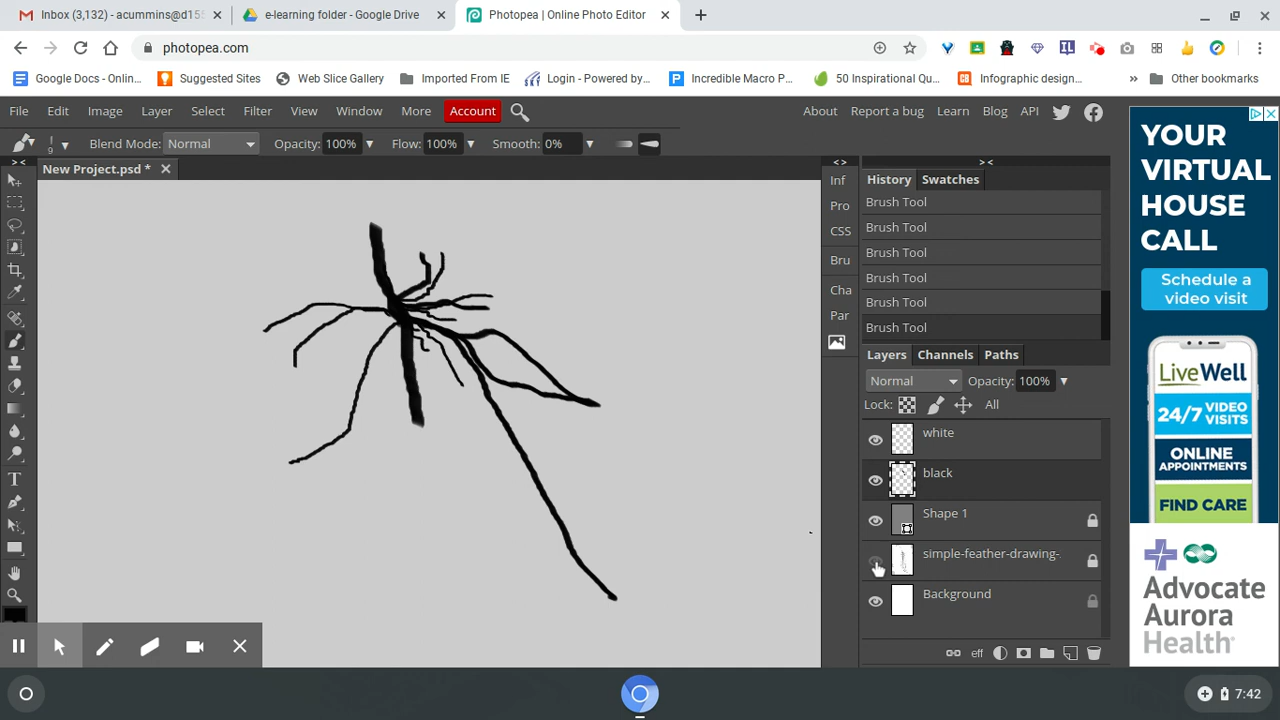 Inbox (3,132) - acummins@d155
e-learning folder - Google Drive
Photopea | Online Photo Editor
photopea.com
Google Docs - Onlin...
Suggested Sites
Web Slice Gallery
Imported From IE
Login - Powered by...
Incredible Macro P...
50 Inspirational Qu...
Infographic design...
Other bookmarks
File Edit Image Layer Select Filter View Window More Account
About Report a bug Learn Blog API
9 Blend Mode: Normal Opacity: 100% Flow: 100% Smooth: 0%
New Project.psd *
Inf
Pro
CSS
Bru
Cha
Par
History Swatches
Brush Tool
Brush Tool
Brush Tool
Brush Tool
Brush Tool
Brush Tool
Layers Channels Paths
Normal Opacity: 100%
Lock: All
white
black
Shape 1
simple-feather-drawing-
Background
eff
YOUR
VIRTUAL
HOUSE
CALL
Schedule a
video visit
LiveWell
24/7 VIDEO
VISITS
ONLINE
APPOINTMENTS
FIND CARE
Advocate
Aurora
Health®
7:42